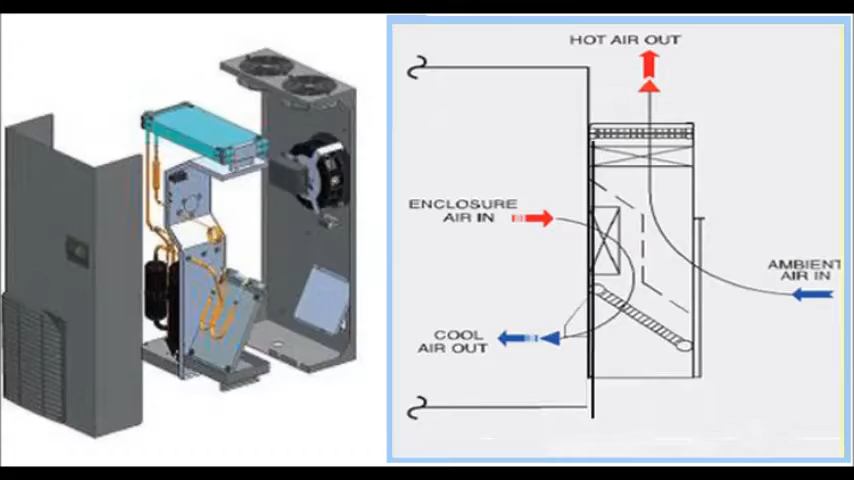 HOT AIR OUT
ENCLOSURE
AIR IN
AMBIENT
AIR IN
COOL
AIR OUT